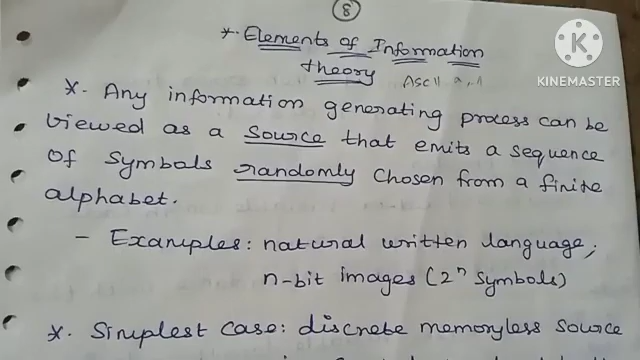 8
*. Elements of Information
theory
ASCII a, A
KINEMASTER
*. Any information generating process can be
viewed as a source that emits a sequence
of symbols randomly chosen from a finite
alphabet.
- Examples: natural written language;
n-bit images (2ⁿ symbols)
*. Simplest case: discrete memoryless source